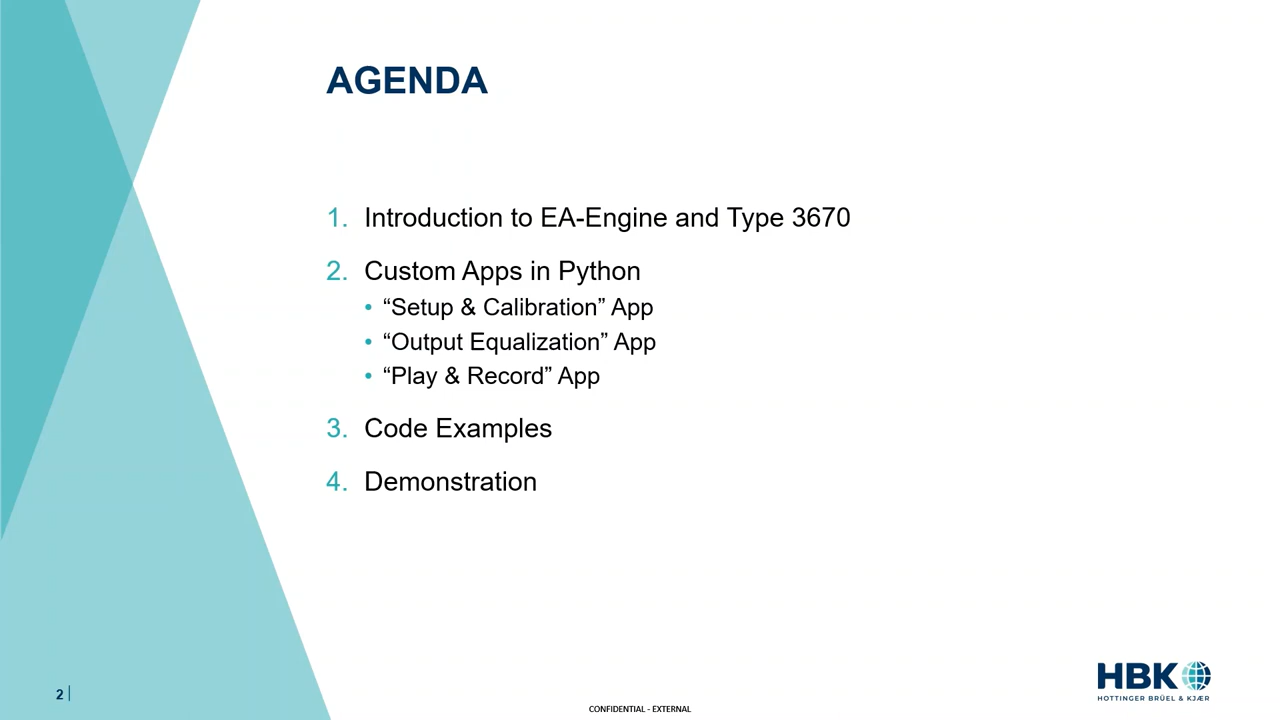 AGENDA
1. Introduction to EA-Engine and Type 3670
2. Custom Apps in Python
• “Setup & Calibration” App
• “Output Equalization” App
• “Play & Record” App
3. Code Examples
4. Demonstration
2
CONFIDENTIAL - EXTERNAL
HBK
HOTTINGER BRÜEL & KJÆR